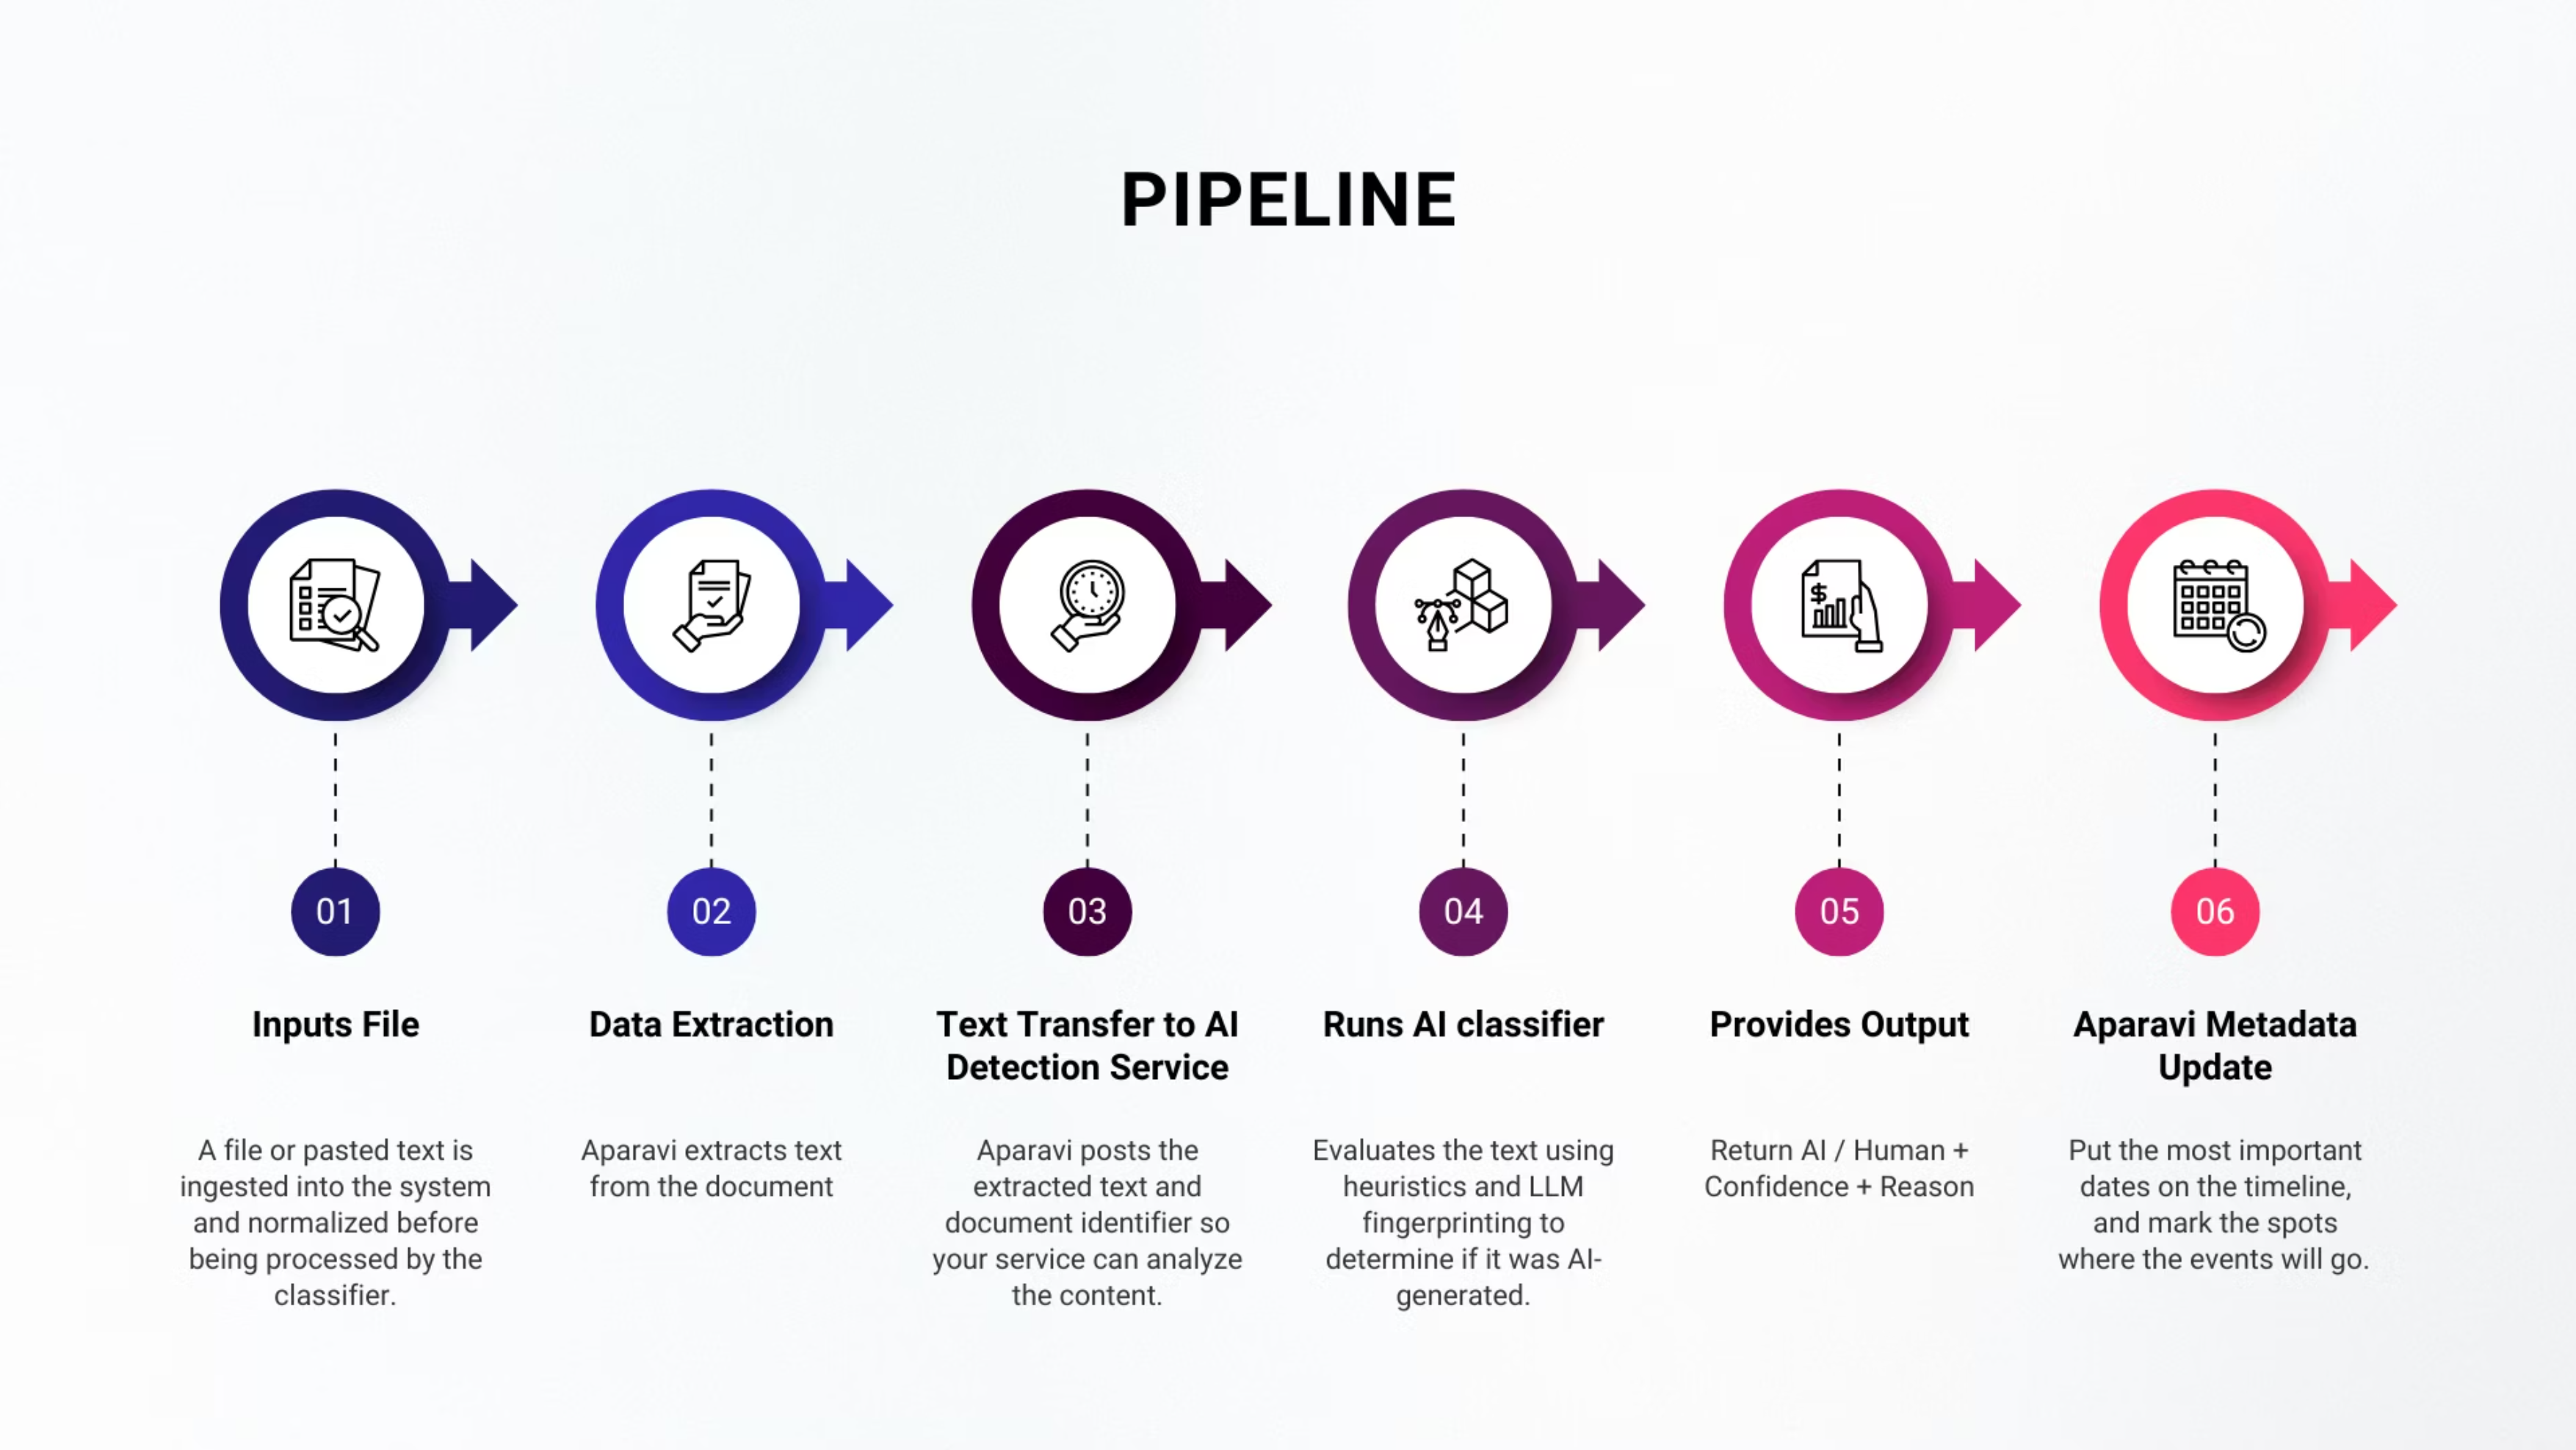 PIPELINE
01
Inputs File
A file or pasted text is
ingested into the system
and normalized before
being processed by the
classifier.
02
Data Extraction
Aparavi extracts text
from the document
03
Text Transfer to AI
Detection Service
Aparavi posts the
extracted text and
document identifier so
your service can analyze
the content.
04
Runs AI classifier
Evaluates the text using
heuristics and LLM
fingerprinting to
determine if it was AI-
generated.
05
Provides Output
Return AI / Human +
Confidence + Reason
06
Aparavi Metadata
Update
Put the most important
dates on the timeline,
and mark the spots
where the events will go.